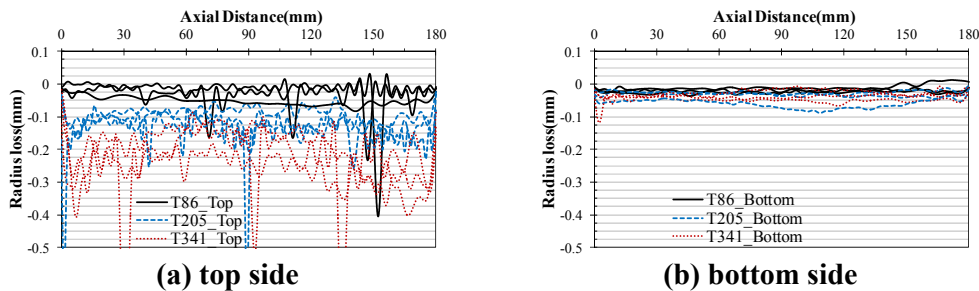 Axial Distance(mm)
0 30 60 90 120 150 180
0.1
0
-0.1
-0.2
-0.3
-0.4
-0.5
Radius loss(mm)
T86_Top
T205_Top
T341_Top
(a) top side
Axial Distance(mm)
0 30 60 90 120 150 180
0.1
0
-0.1
-0.2
-0.3
-0.4
-0.5
Radius loss(mm)
T86_Bottom
T205_Bottom
T341_Bottom
(b) bottom side